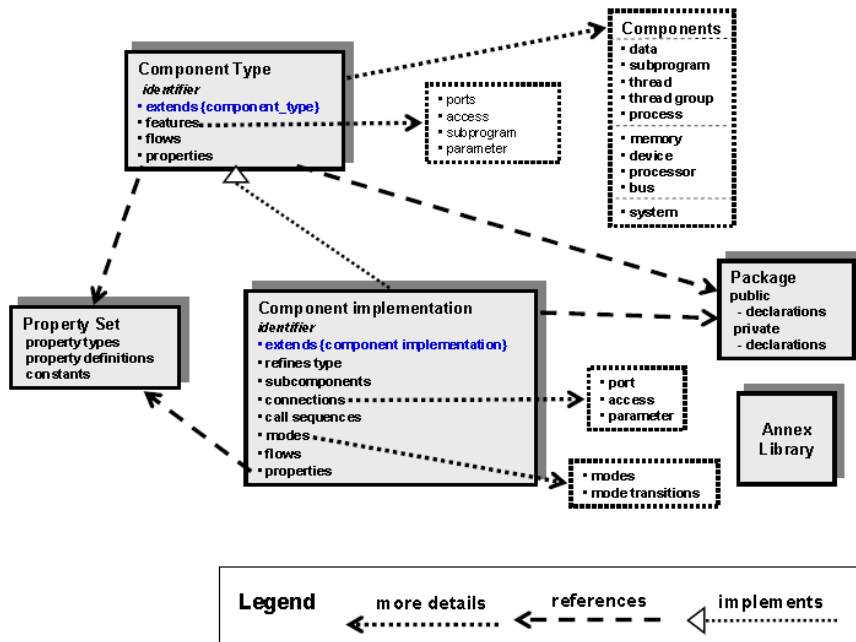 Component Type
identifier
▪ extends {component_type}
▪ features
▪ flows
▪ properties
▪ ports
▪ access
▪ subprogram
▪ parameter
Components
▪ data
▪ subprogram
▪ thread
▪ thread group
▪ process
▪ memory
▪ device
▪ processor
▪ bus
▪ system
Property Set
property types
property definitions
constants
Component implementation
identifier
▪ extends {component implementation}
▪ refines type
▪ subcomponents
▪ connections
▪ call sequences
▪ modes
▪ flows
▪ properties
Package
public
- declarations
private
- declarations
▪ port
▪ access
▪ parameter
▪ modes
▪ mode transitions
Annex
Library
Legend
more details
references
implements